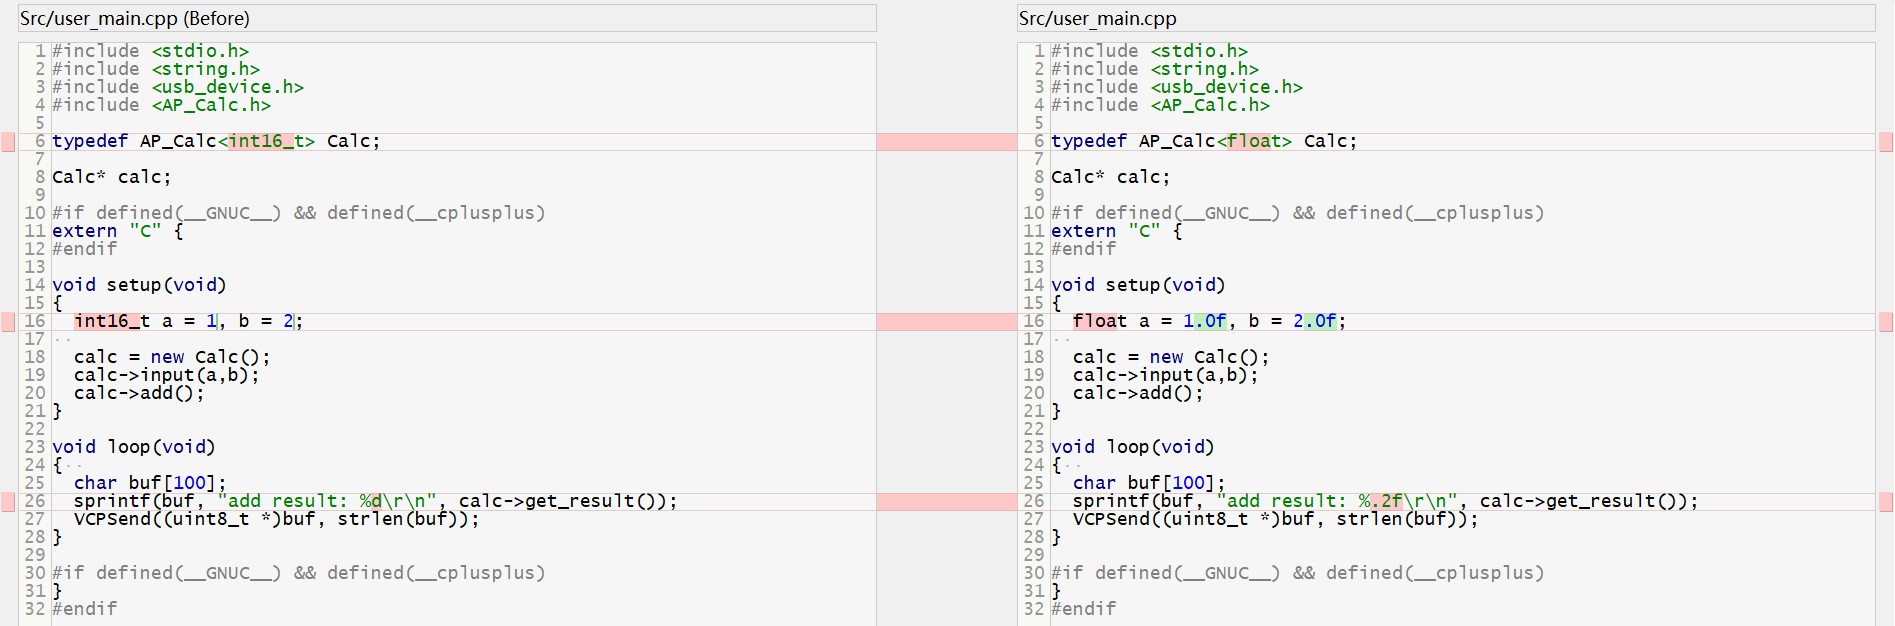 Src/user_main.cpp (Before)
1 #include <stdio.h>
2 #include <string.h>
3 #include <usb_device.h>
4 #include <AP_Calc.h>
5
6 typedef AP_Calc<int16_t> Calc;
7
8 Calc* calc;
9
10 #if defined(__GNUC__) && defined(__cplusplus)
11 extern "C" {
12 #endif
13
14 void setup(void)
15 {
16   int16_t a = 1, b = 2;
17 ··
18   calc = new Calc();
19   calc->input(a,b);
20   calc->add();
21 }
22
23 void loop(void)
24 {··
25   char buf[100];
26   sprintf(buf, "add result: %d\r\n", calc->get_result());
27   VCPSend((uint8_t *)buf, strlen(buf));
28 }
29
30 #if defined(__GNUC__) && defined(__cplusplus)
31 }
32 #endif
Src/user_main.cpp
1 #include <stdio.h>
2 #include <string.h>
3 #include <usb_device.h>
4 #include <AP_Calc.h>
5
6 typedef AP_Calc<float> Calc;
7
8 Calc* calc;
9
10 #if defined(__GNUC__) && defined(__cplusplus)
11 extern "C" {
12 #endif
13
14 void setup(void)
15 {
16   float a = 1.0f, b = 2.0f;
17 ··
18   calc = new Calc();
19   calc->input(a,b);
20   calc->add();
21 }
22
23 void loop(void)
24 {··
25   char buf[100];
26   sprintf(buf, "add result: %.2f\r\n", calc->get_result());
27   VCPSend((uint8_t *)buf, strlen(buf));
28 }
29
30 #if defined(__GNUC__) && defined(__cplusplus)
31 }
32 #endif